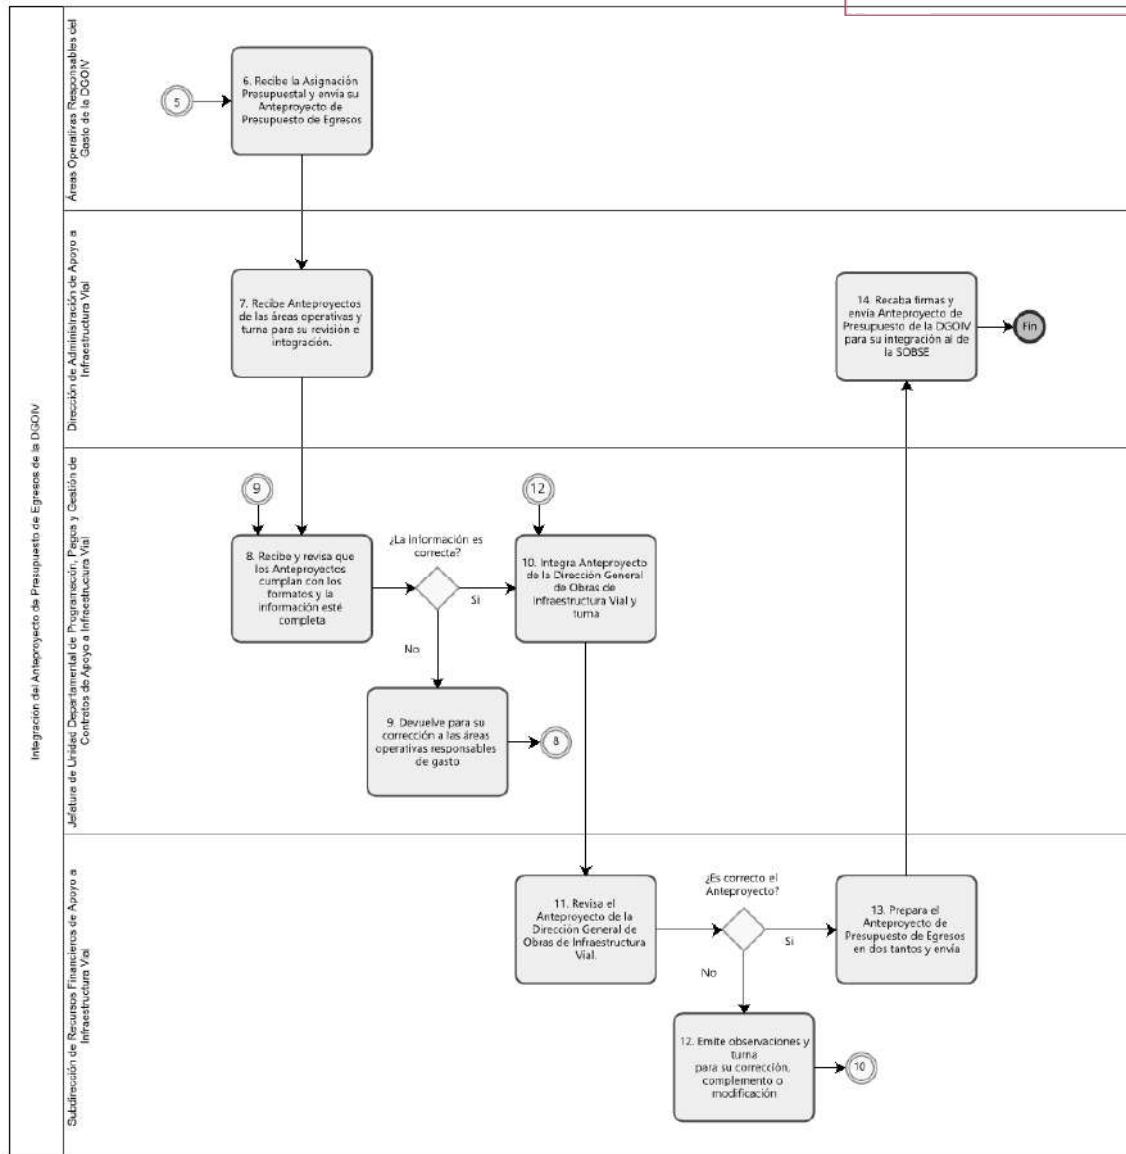 Integración del Anteproyecto de Presupuesto de Egresos de la DGOIV
Áreas Operativas Responsables del
Gasto de la DGOIV
5
6. Recibe la Asignación
Presupuestal y envía su
Anteproyecto de
Presupuesto de Egresos
Dirección de Administración de Apoyo a
Infraestructura Vial
7. Recibe Anteproyectos
de las áreas operativas y
turna para su revisión e
integración.
14. Recaba firmas y
envía Anteproyecto de
Presupuesto de la DGOIV
para su integración al de
la SOBSE
Fin
Jefatura de Unidad Departamental de Programación, Pagos y Gestión de
Contratos de Apoyo a Infraestructura Vial
9
12
8. Recibe y revisa que
los Anteproyectos
cumplan con los
formatos y la
información esté
completa
¿La información es
correcta?
Si
No
10. Integra Anteproyecto
de la Dirección General
de Obras de
Infraestructura Vial y
turna
9. Devuelve para su
corrección a las áreas
operativas responsables
de gasto
8
Subdirección de Recursos Financieros de Apoyo a
Infraestructura Vial
11. Revisa el
Anteproyecto de la
Dirección General de
Obras de Infraestructura
Vial.
¿Es correcto el
Anteproyecto?
Si
No
13. Prepara el
Anteproyecto de
Presupuesto de Egresos
en dos tantos y envía
12. Emite observaciones y
turna
para su corrección,
complemento o
modificación
10